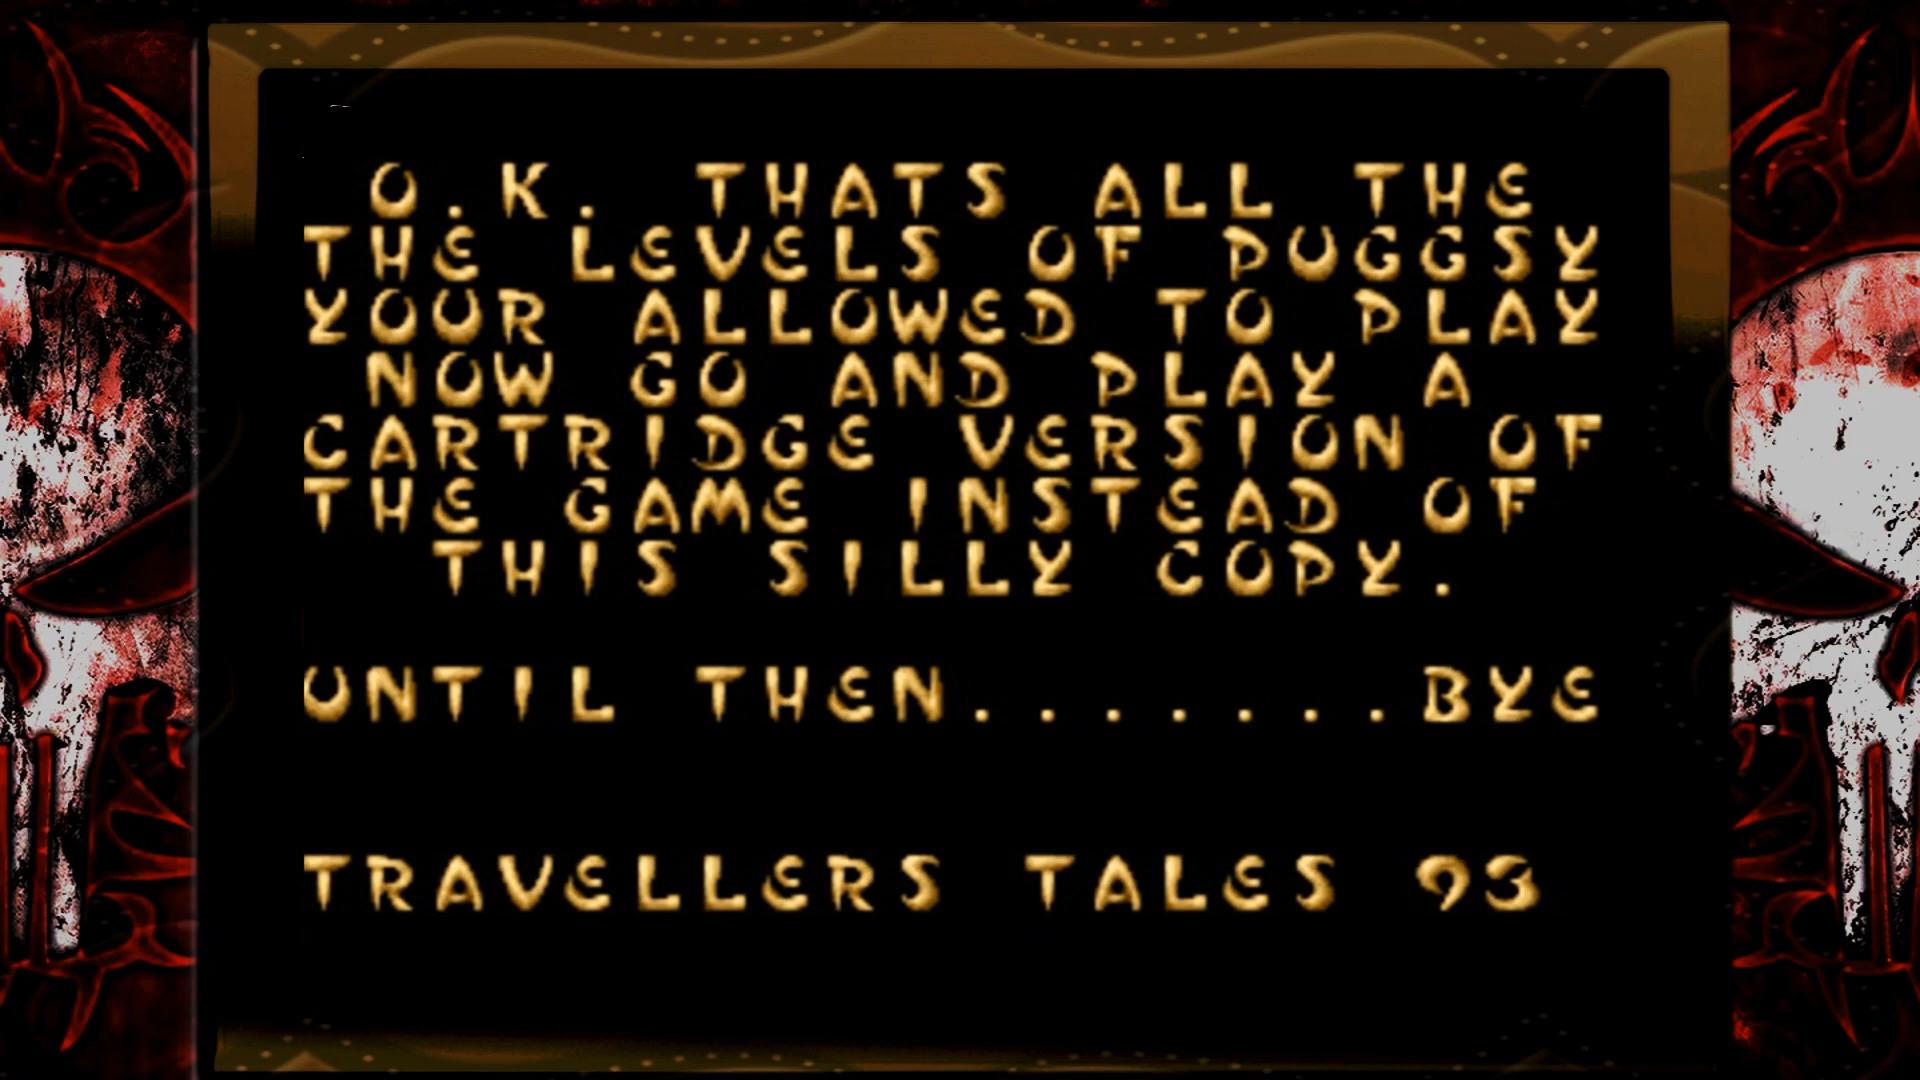 O.K. THATS ALL THE
THE LEVELS OF PUGGSY
YOUR ALLOWED TO PLAY
NOW GO AND PLAY A
CARTRIDGE VERSION OF
THE GAME INSTEAD OF
THIS SILLY COPY.
UNTIL THEN.......BYE
TRAVELLERS TALES 93